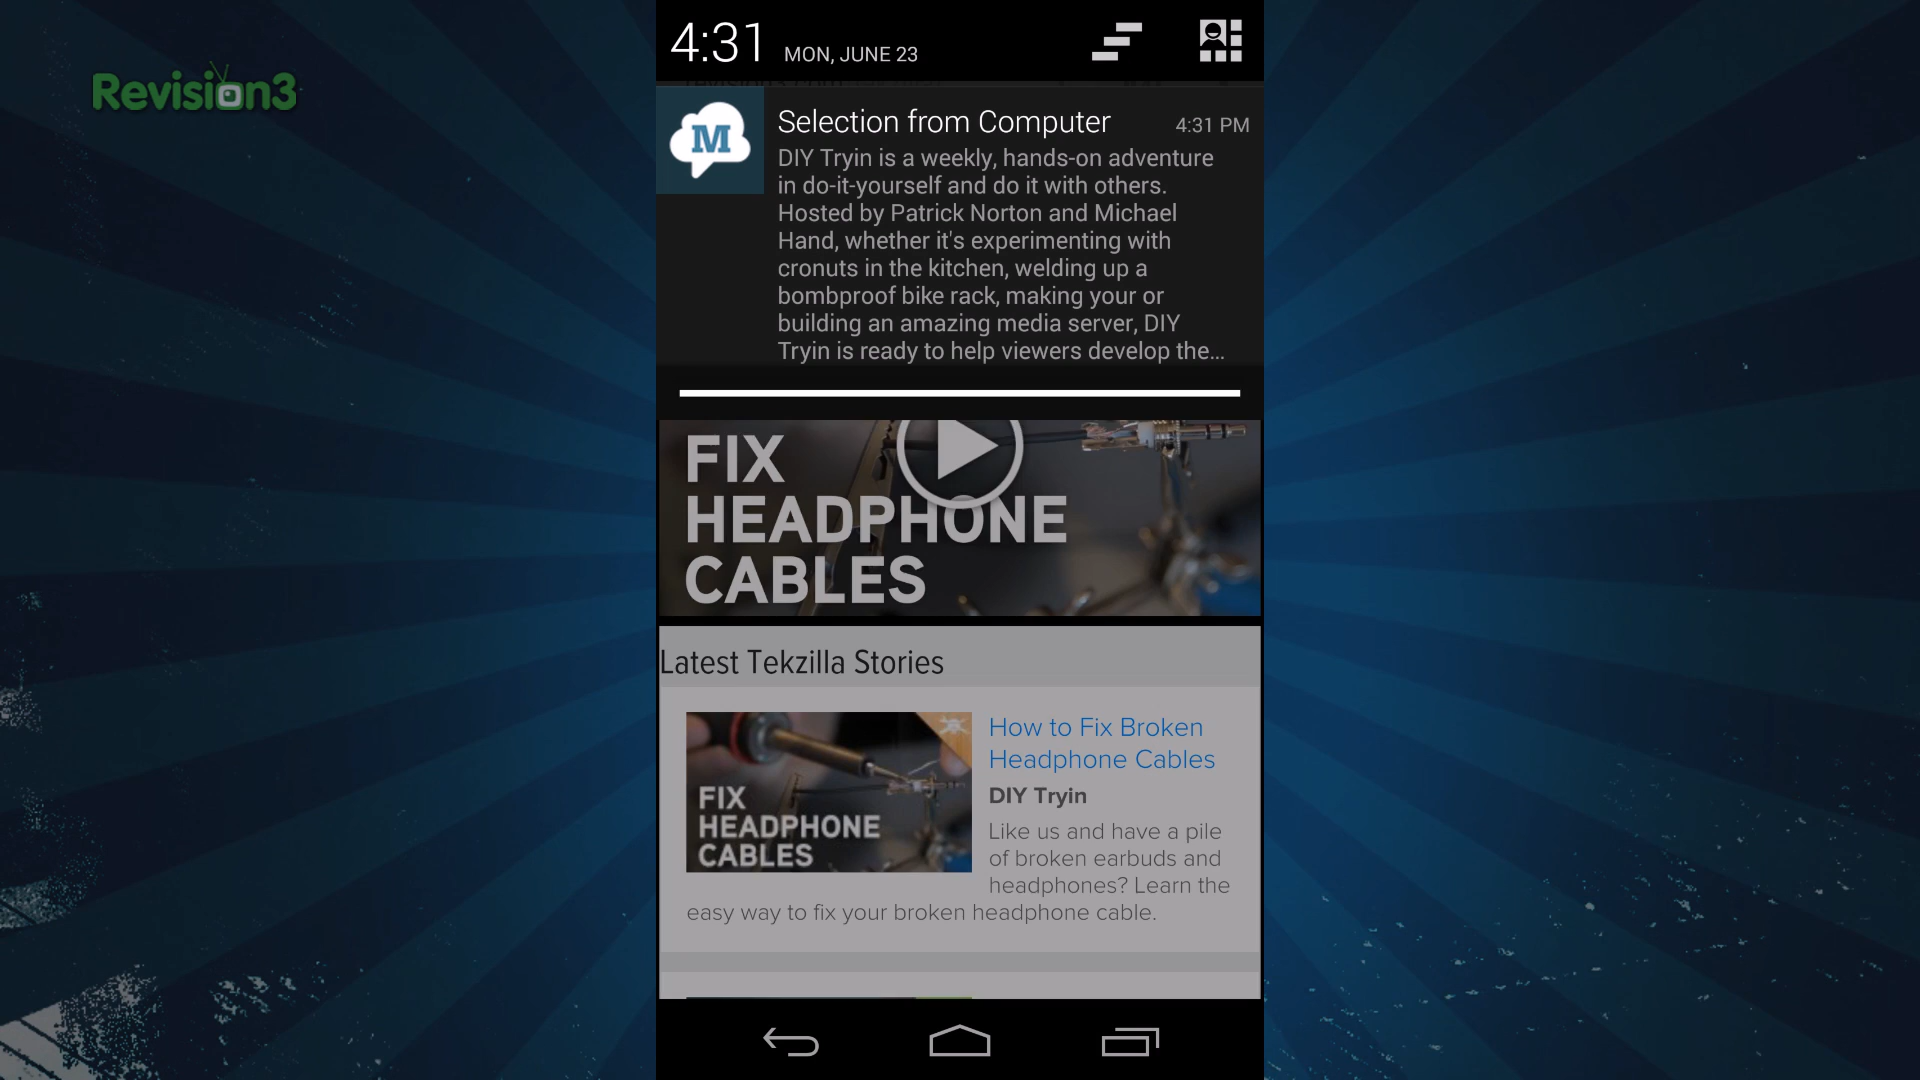 4:31 MON, JUNE 23
Revision3
M
Selection from Computer 4:31 PM
DIY Tryin is a weekly, hands-on adventure
in do-it-yourself and do it with others.
Hosted by Patrick Norton and Michael
Hand, whether it's experimenting with
cronuts in the kitchen, welding up a
bombproof bike rack, making your or
building an amazing media server, DIY
Tryin is ready to help viewers develop the...
FIX
HEADPHONE
CABLES
Latest Tekzilla Stories
FIX
HEADPHONE
CABLES
How to Fix Broken
Headphone Cables
DIY Tryin
Like us and have a pile
of broken earbuds and
headphones? Learn the
easy way to fix your broken headphone cable.